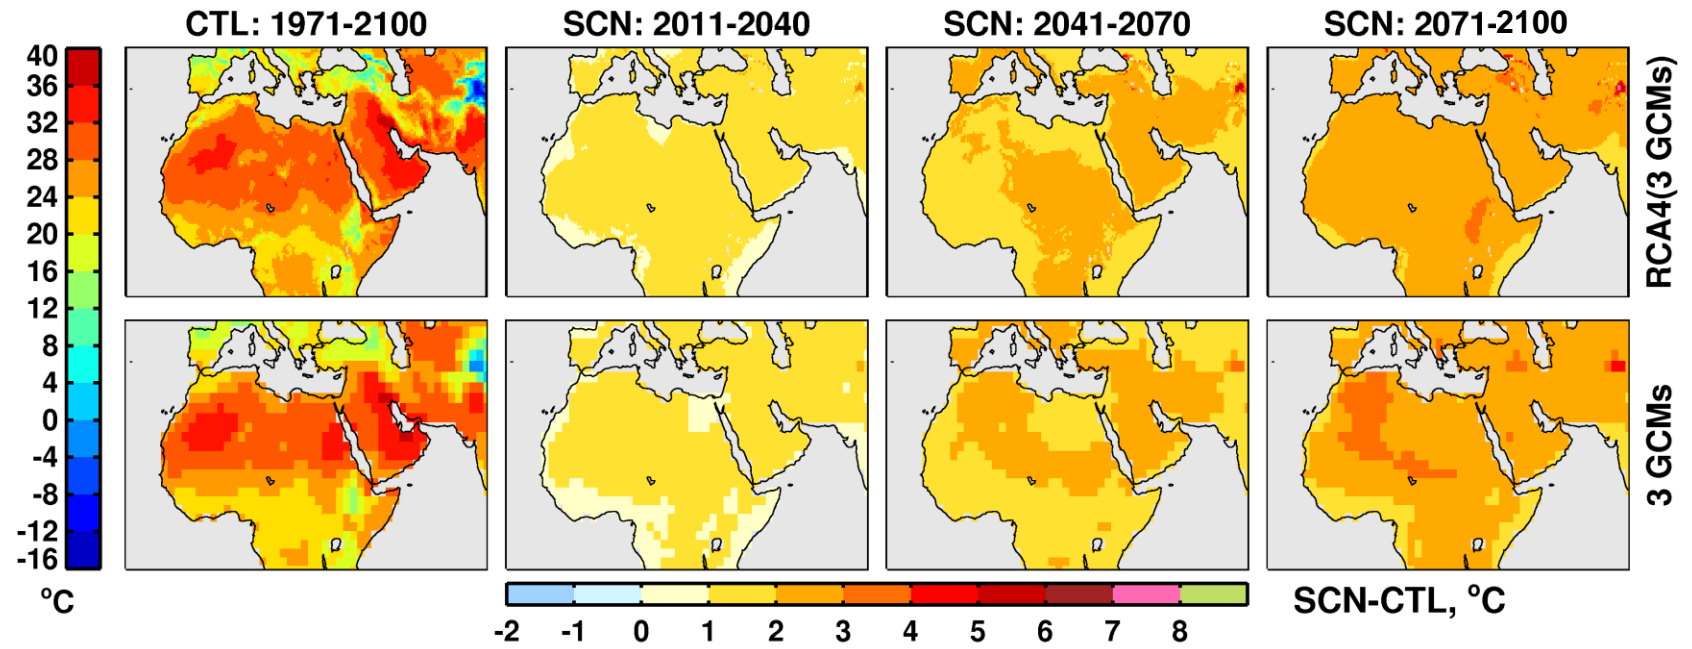 CTL: 1971-2100
SCN: 2011-2040
SCN: 2041-2070
SCN: 2071-2100
40
36
32
28
24
20
16
12
8
4
0
-4
-8
-12
-16
°C
RCA4(3 GCMs)
3 GCMs
-2 -1 0 1 2 3 4 5 6 7 8
SCN-CTL, °C